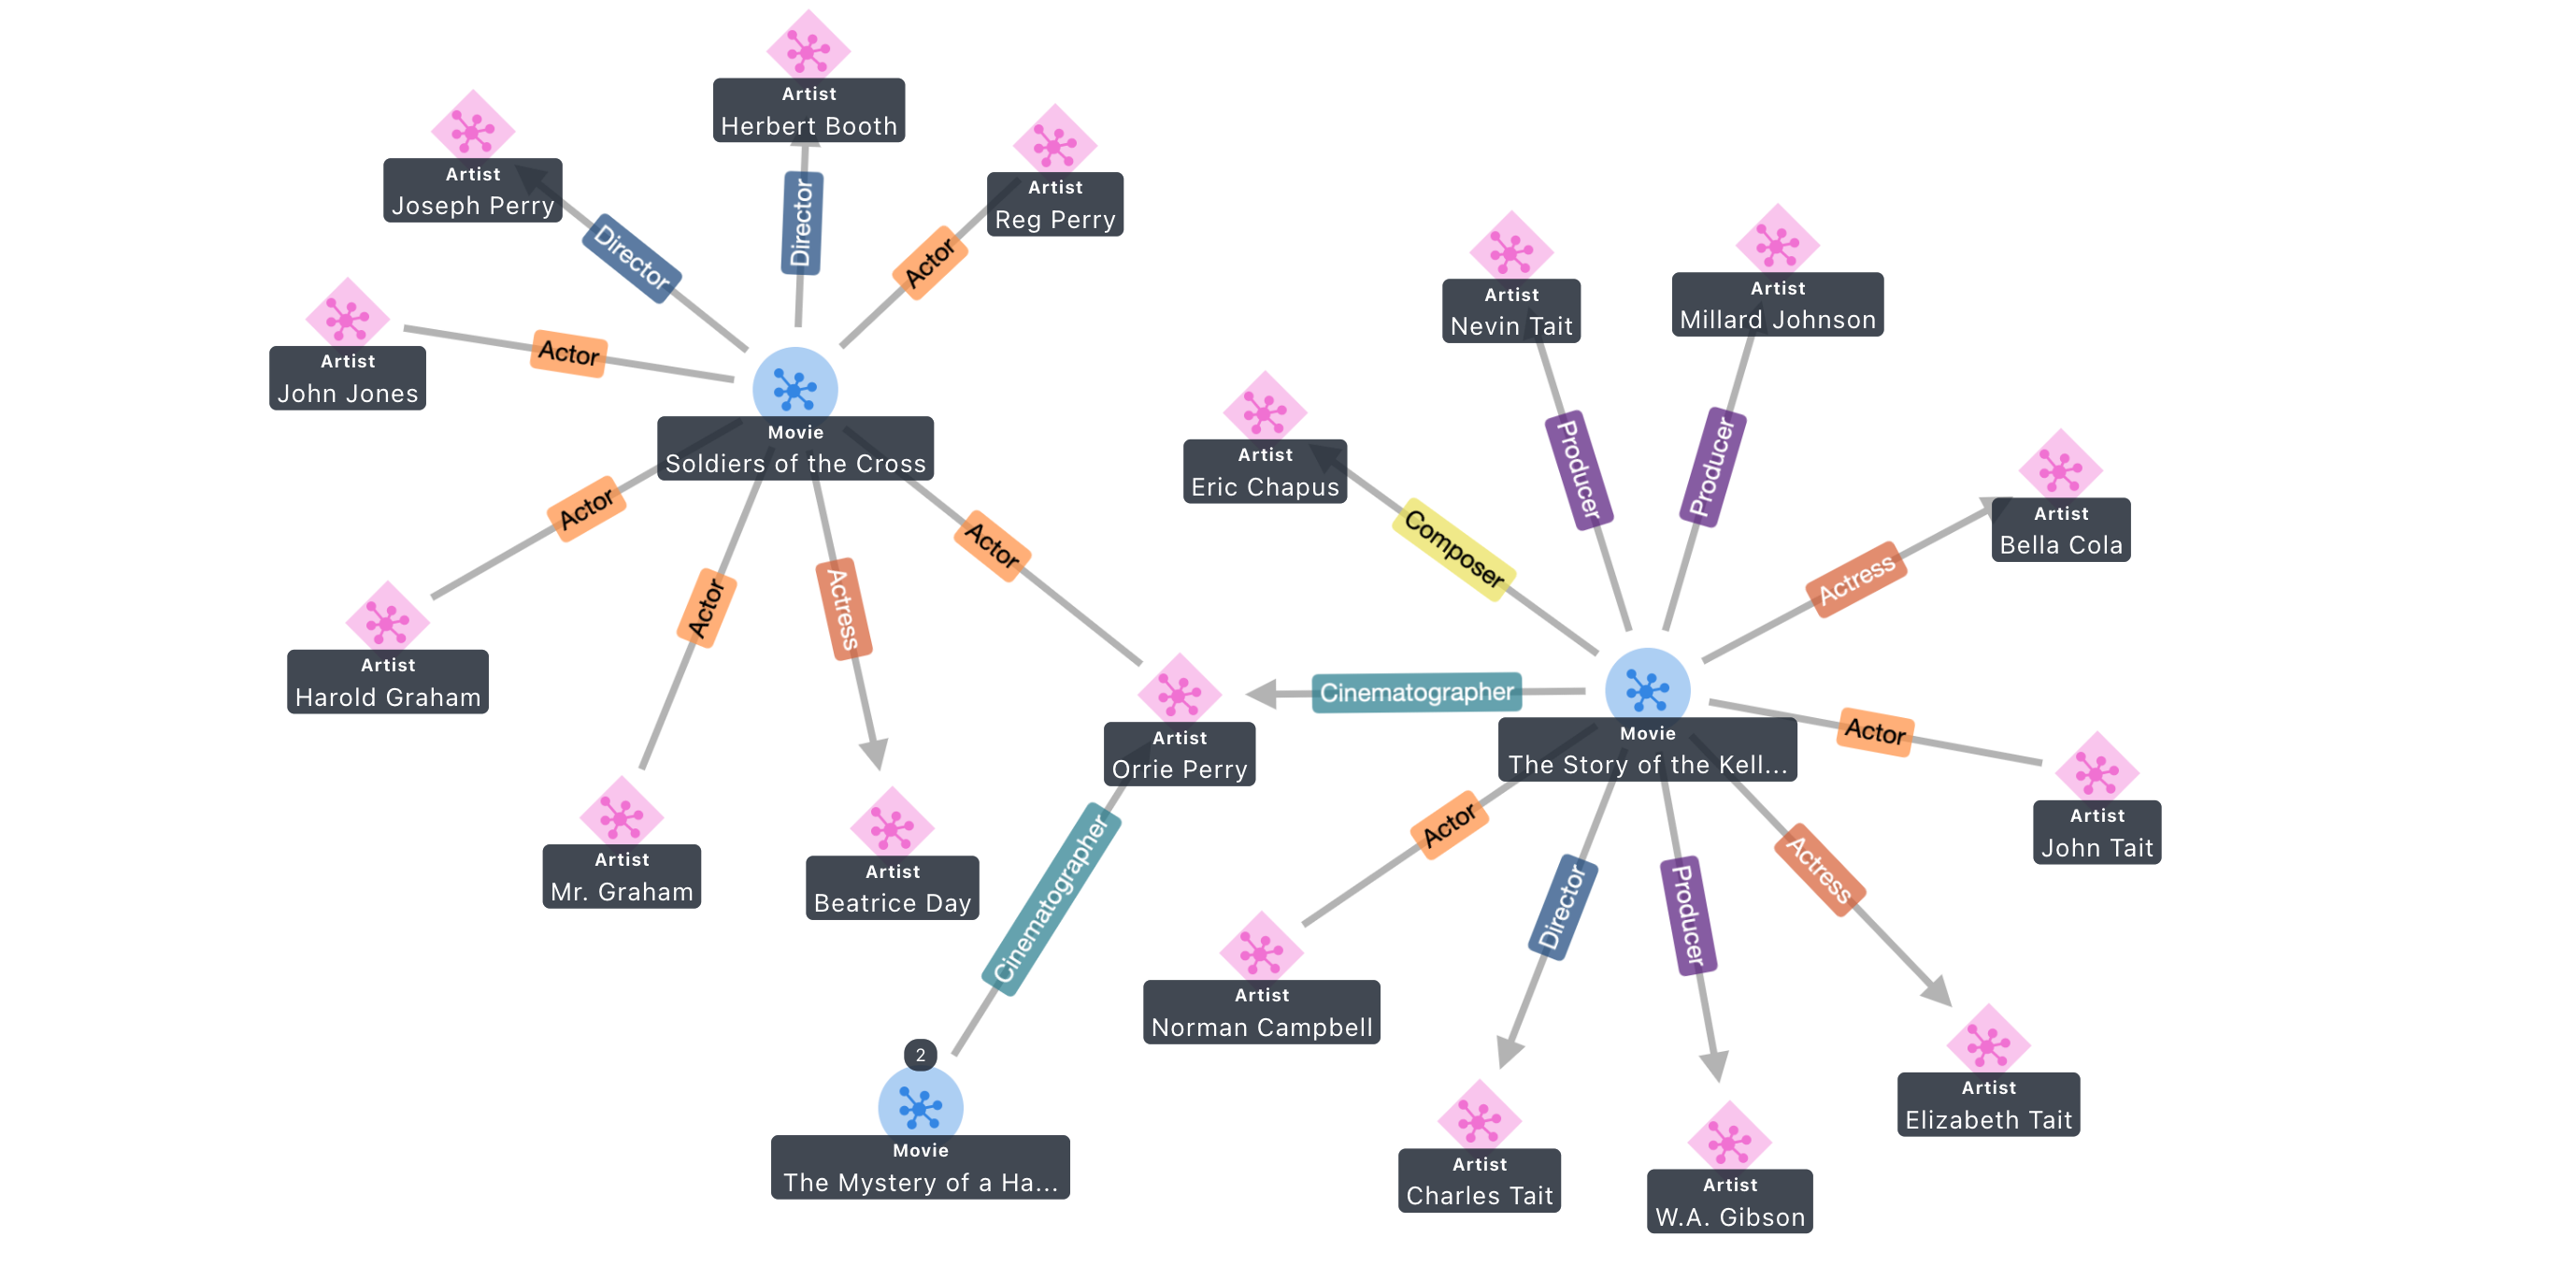 Artist
Herbert Booth
Artist
Joseph Perry
Artist
Reg Perry
Director
Director
Actor
Artist
John Jones
Actor
Movie
Soldiers of the Cross
Actor
Actor
Actress
Actor
Artist
Harold Graham
Artist
Mr. Graham
Artist
Beatrice Day
Artist
Orrie Perry
Cinematographer
2
Movie
The Mystery of a Ha...
Artist
Nevin Tait
Artist
Millard Johnson
Artist
Eric Chapus
Producer
Producer
Composer
Artist
Bella Cola
Actress
Cinematographer
Movie
The Story of the Kell...
Actor
Artist
John Tait
Actor
Director
Producer
Actress
Artist
Norman Campbell
Artist
Charles Tait
Artist
W.A. Gibson
Artist
Elizabeth Tait